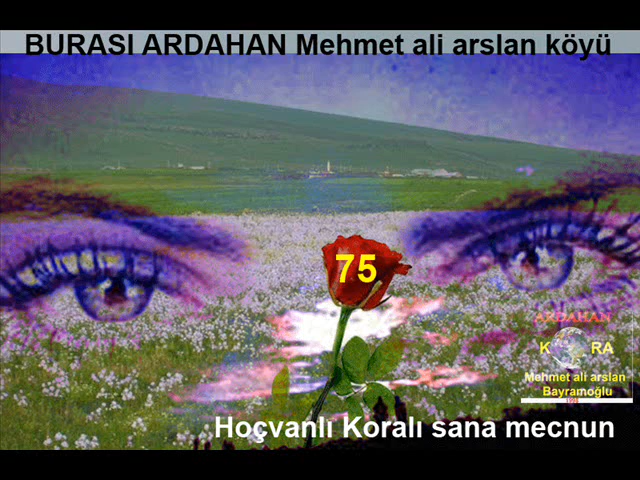 BURASI ARDAHAN Mehmet ali arslan köyü
75
ARDAHAN
K RA
Mehmet ali arslan
Bayramoğlu
Hoçvanlı Koralı sana mecnun